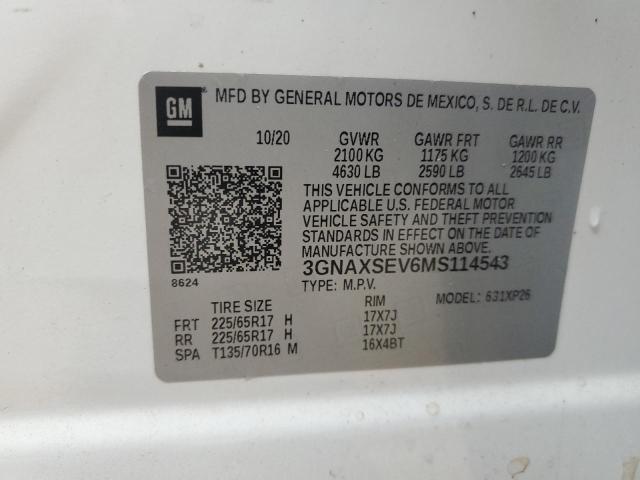 GM
MFD BY GENERAL MOTORS DE MEXICO, S. DE R.L. DE C.V.
10/20 GVWR GAWR FRT GAWR RR
2100 KG 1175 KG 1200 KG
4630 LB 2590 LB 2645 LB
THIS VEHICLE CONFORMS TO ALL
APPLICABLE U.S. FEDERAL MOTOR
VEHICLE SAFETY AND THEFT PREVENTION
STANDARDS IN EFFECT ON THE DATE OF
MANUFACTURE SHOWN ABOVE.
3GNAXSEV6MS114543
8624
TYPE: M.P.V. MODEL: 631XP26
TIRE SIZE RIM
FRT 225/65R17 H 17X7J
RR 225/65R17 H 17X7J
SPA T135/70R16 M 16X4BT